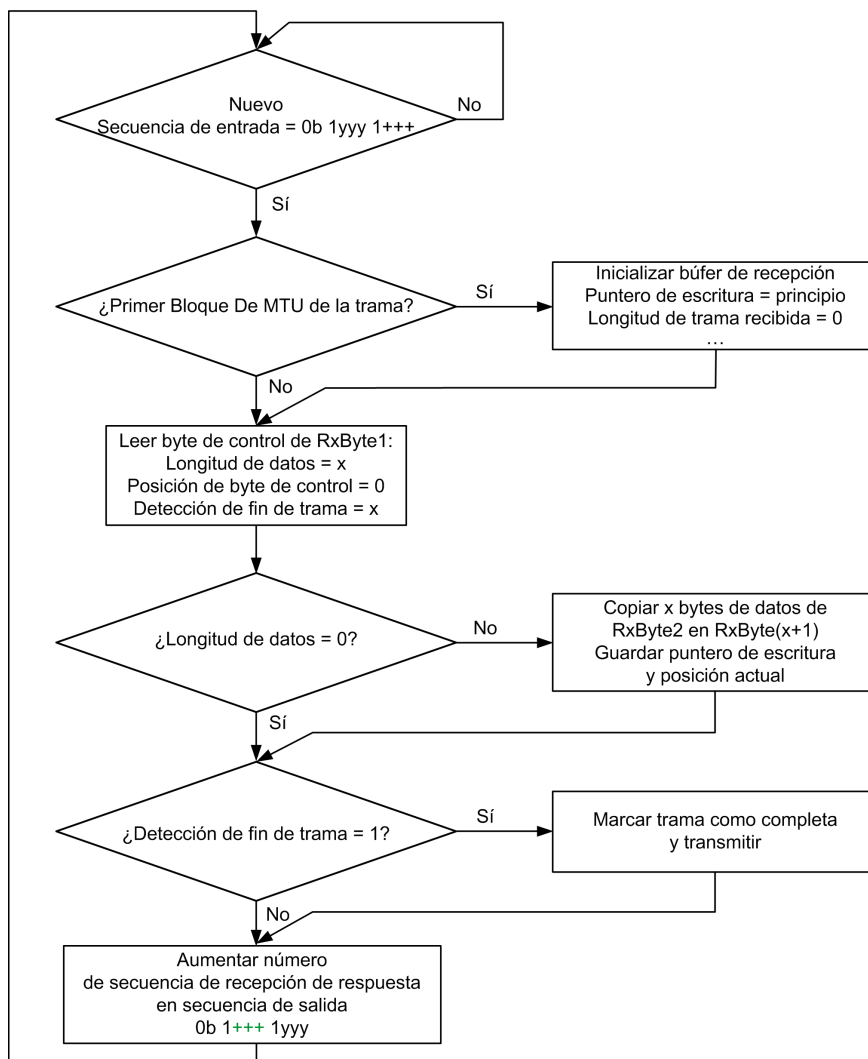 Nuevo
Secuencia de entrada = 0b 1yyy 1+++
No
Sí
¿Primer Bloque De MTU de la trama?
Sí
Inicializar búfer de recepción
Puntero de escritura = principio
Longitud de trama recibida = 0
…
No
Leer byte de control de RxByte1:
Longitud de datos = x
Posición de byte de control = 0
Detección de fin de trama = x
¿Longitud de datos = 0?
No
Copiar x bytes de datos de
RxByte2 en RxByte(x+1)
Guardar puntero de escritura
y posición actual
Sí
¿Detección de fin de trama = 1?
Sí
Marcar trama como completa
y transmitir
No
Aumentar número
de secuencia de recepción de respuesta
en secuencia de salida
0b 1+++ 1yyy